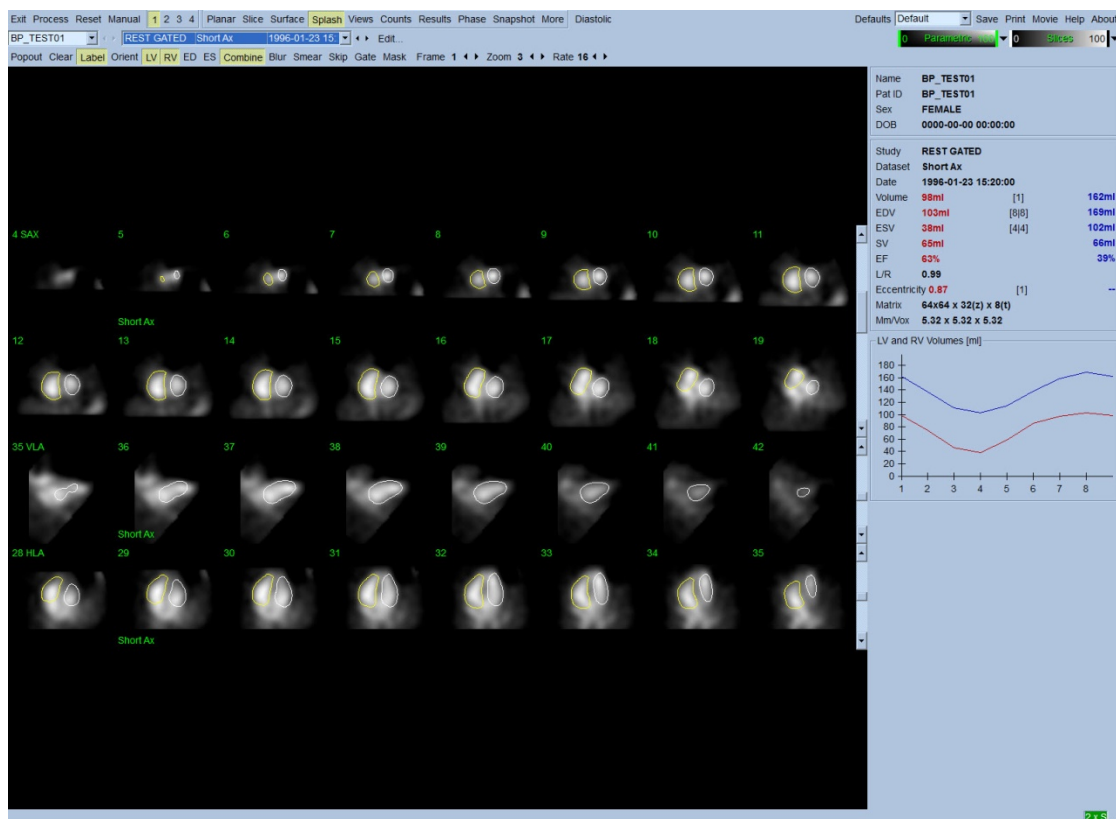 Exit Process Reset Manual 1 2 3 4 Planar Slice Surface Splash Views Counts Results Phase Snapshot More Diastolic Defaults Default Save Print Movie Help About
BP_TEST01 REST GATED Short Ax 1996-01-23 15: Edit... 0 Parametric 100 0 Slices 100
Popout Clear Label Orient LV RV ED ES Combine Blur Smear Skip Gate Mask Frame 1 Zoom 3 Rate 16
Name BP_TEST01
Pat ID BP_TEST01
Sex FEMALE
DOB 0000-00-00 00:00:00
Study REST GATED
Dataset Short Ax
Date 1996-01-23 15:20:00
Volume 98ml [1] 162ml
EDV 103ml [8|8] 169ml
ESV 38ml [4|4] 102ml
SV 65ml 66ml
EF 63% 39%
L/R 0.99
Eccentricity 0.87 [1] --
Matrix 64x64 x 32(z) x 8(t)
Mm/Vox 5.32 x 5.32 x 5.32
LV and RV Volumes [ml]
180
160
140
120
100
80
60
40
20
0
1 2 3 4 5 6 7 8
4 SAX 5 6 7 8 9 10 11
Short Ax
12 13 14 15 16 17 18 19
35 VLA 36 37 38 39 40 41 42
Short Ax
28 HLA 29 30 31 32 33 34 35
Short Ax
2 x S